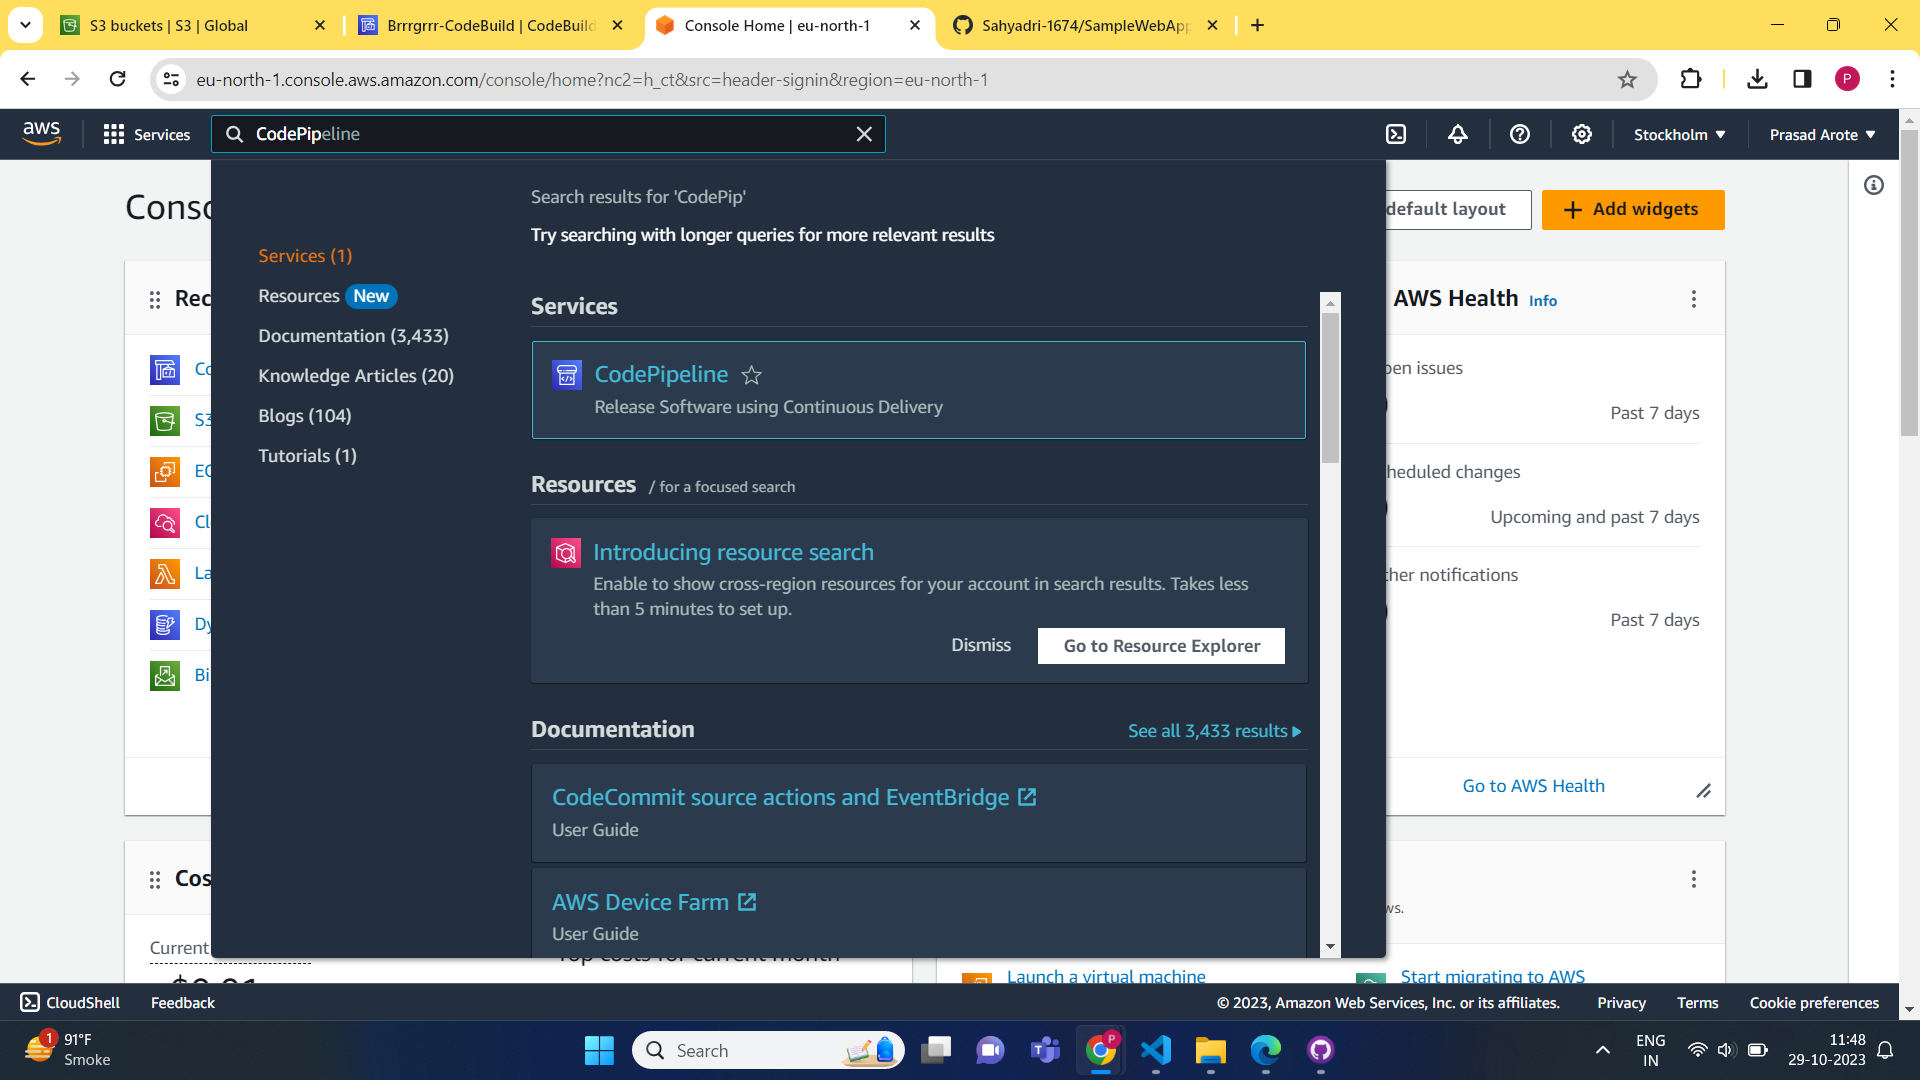 S3 buckets | S3 | Global
Brrrgrrr-CodeBuild | CodeBuild
Console Home | eu-north-1
Sahyadri-1674/SampleWebApp
eu-north-1.console.aws.amazon.com/console/home?nc2=h_ct&src=header-signin&region=eu-north-1
P
aws
Services
CodePipeline
Stockholm
Prasad Arote
Conso
default layout
Add widgets
Search results for 'CodePip'
Try searching with longer queries for more relevant results
Services (1)
Resources New
Documentation (3,433)
Knowledge Articles (20)
Blogs (104)
Tutorials (1)
Services
CodePipeline
Release Software using Continuous Delivery
Resources / for a focused search
Introducing resource search
Enable to show cross-region resources for your account in search results. Takes less
than 5 minutes to set up.
Dismiss
Go to Resource Explorer
Documentation
See all 3,433 results
CodeCommit source actions and EventBridge
User Guide
AWS Device Farm
User Guide
Rec
Co
S3
EC
Cl
La
Dy
Bi
AWS Health Info
pen issues
Past 7 days
heduled changes
Upcoming and past 7 days
her notifications
Past 7 days
Go to AWS Health
Cos
Current
Top costs for current month
ws.
Launch a virtual machine
Start migrating to AWS
CloudShell
Feedback
© 2023, Amazon Web Services, Inc. or its affiliates.
Privacy
Terms
Cookie preferences
1
91°F
Smoke
Search
P
ENG
IN
11:48
29-10-2023